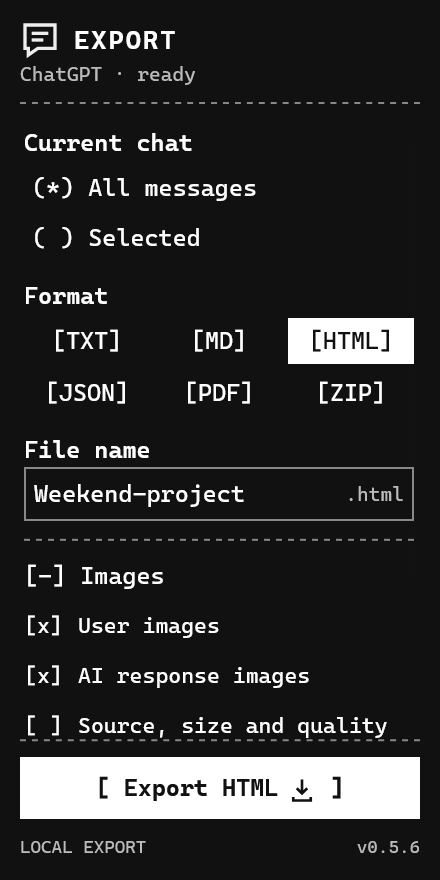 EXPORT
ChatGPT · ready
Current chat
(*) All messages
( ) Selected
Format
[TXT] [MD] [HTML]
[JSON] [PDF] [ZIP]
File name
Weekend-project .html
[-] Images
[x] User images
[x] AI response images
[ ] Source, size and quality
[ Export HTML ]
LOCAL EXPORT v0.5.6